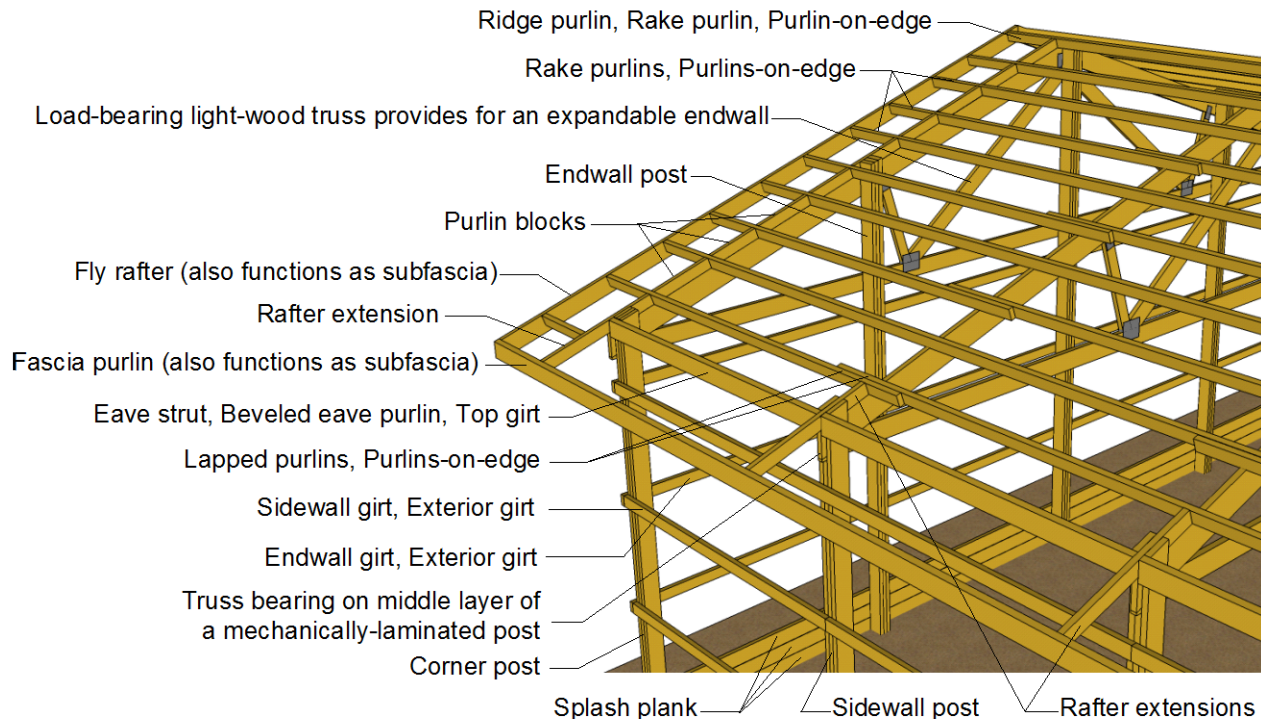 Ridge purlin, Rake purlin, Purlin-on-edge
Rake purlins, Purlins-on-edge
Load-bearing light-wood truss provides for an expandable endwall
Endwall post
Purlin blocks
Fly rafter (also functions as subfascia)
Rafter extension
Fascia purlin (also functions as subfascia)
Eave strut, Beveled eave purlin, Top girt
Lapped purlins, Purlins-on-edge
Sidewall girt, Exterior girt
Endwall girt, Exterior girt
Truss bearing on middle layer of
a mechanically-laminated post
Corner post
Splash plank
Sidewall post
Rafter extensions